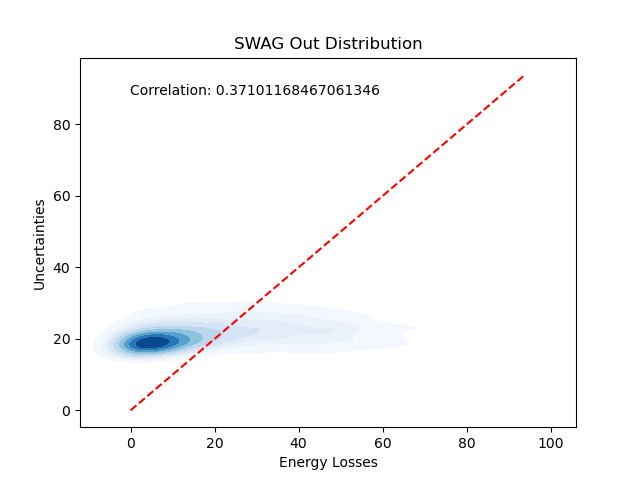 SWAG Out Distribution
Correlation: 0.37101168467061346
80
60
40
20
0
Uncertainties
0 20 40 60 80 100
Energy Losses